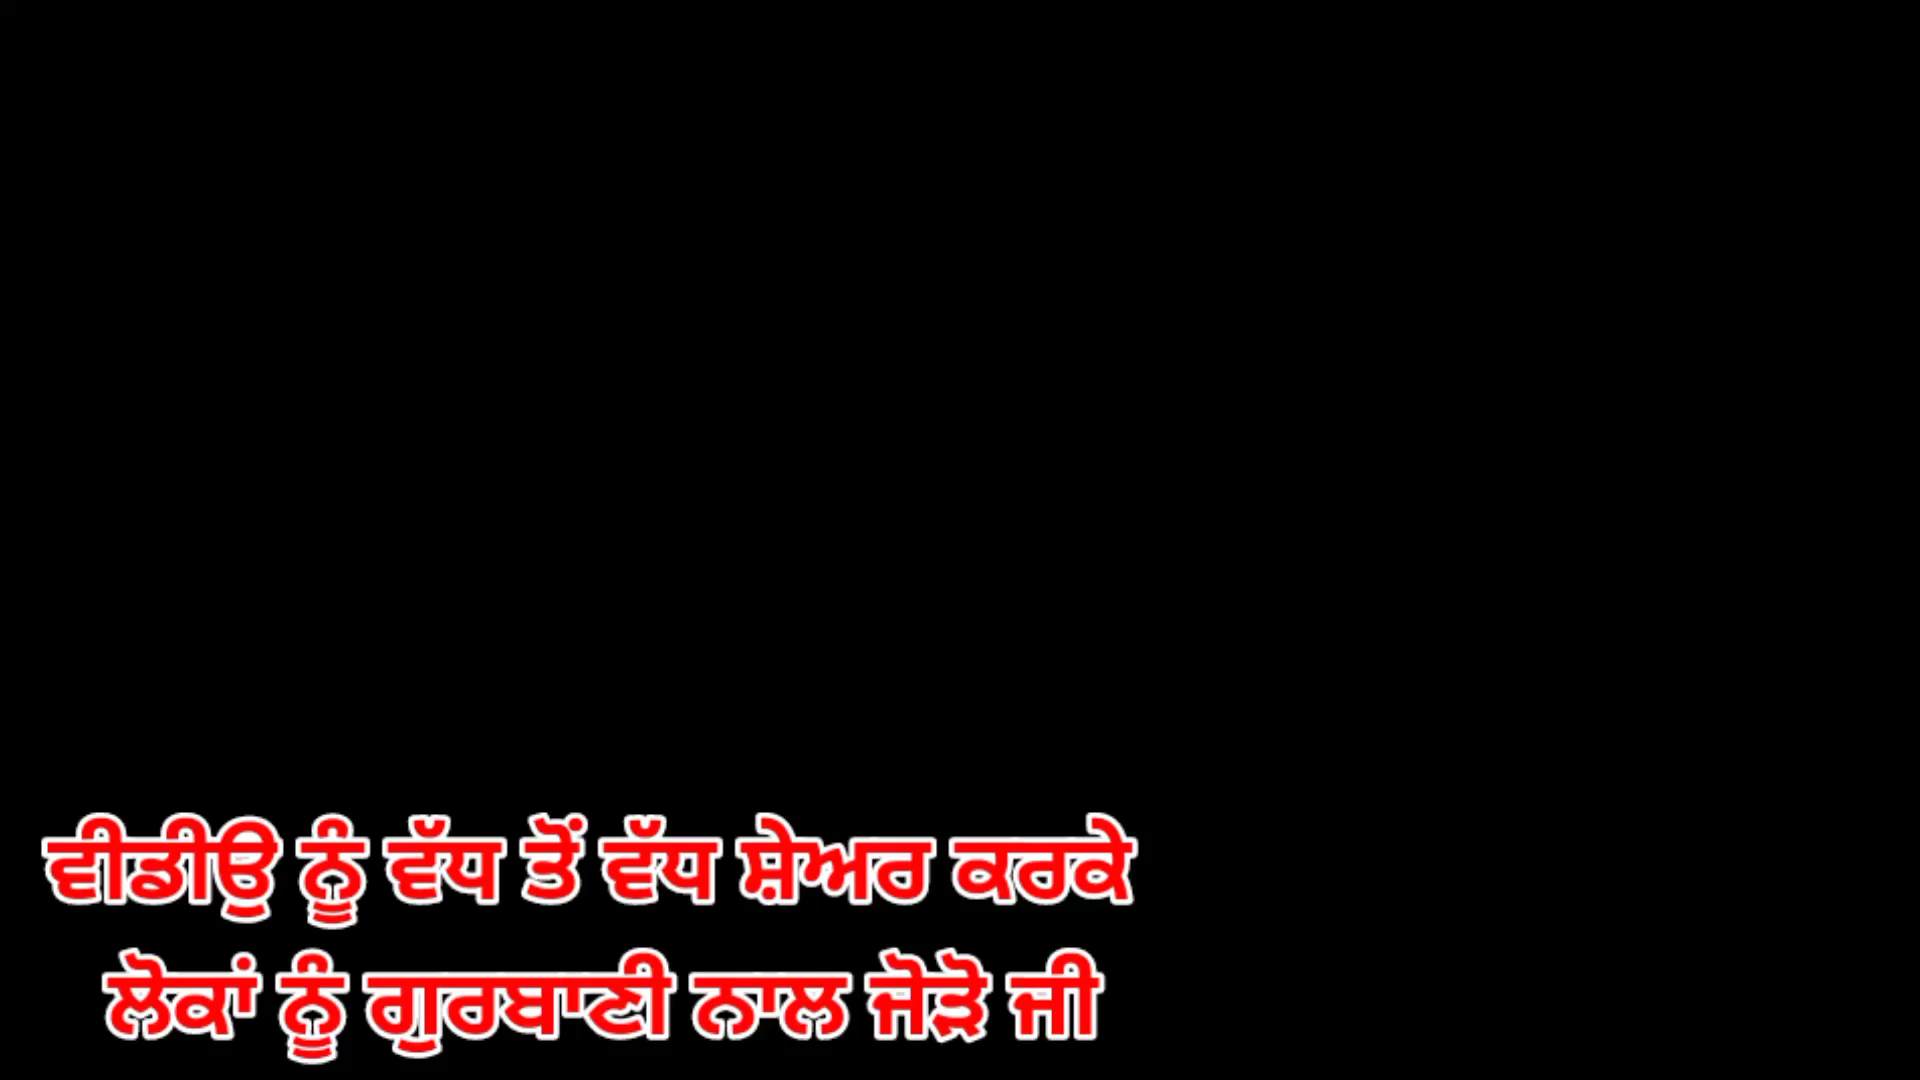 ਵੀਡੀਓੁ ਨੂੰ ਵੱਧ ਤੋਂ ਵੱਧ ਸ਼ੇਅਰ ਕਰਕੇ
ਲੋਕਾਂ ਨੂੰ ਗੁਰਬਾਣੀ ਨਾਲ ਜੋੜੋ ਜੀ